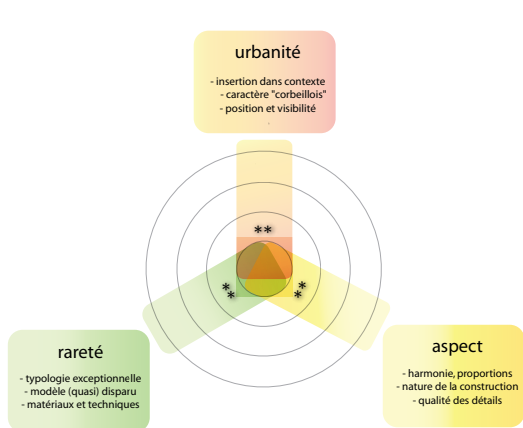 urbanité
- insertion dans contexte
- caractère "corbeillois"
- position et visibilité
**
**
**
rareté
- typologie exceptionnelle
- modèle (quasi) disparu
- matériaux et techniques
aspect
- harmonie, proportions
- nature de la construction
- qualité des détails